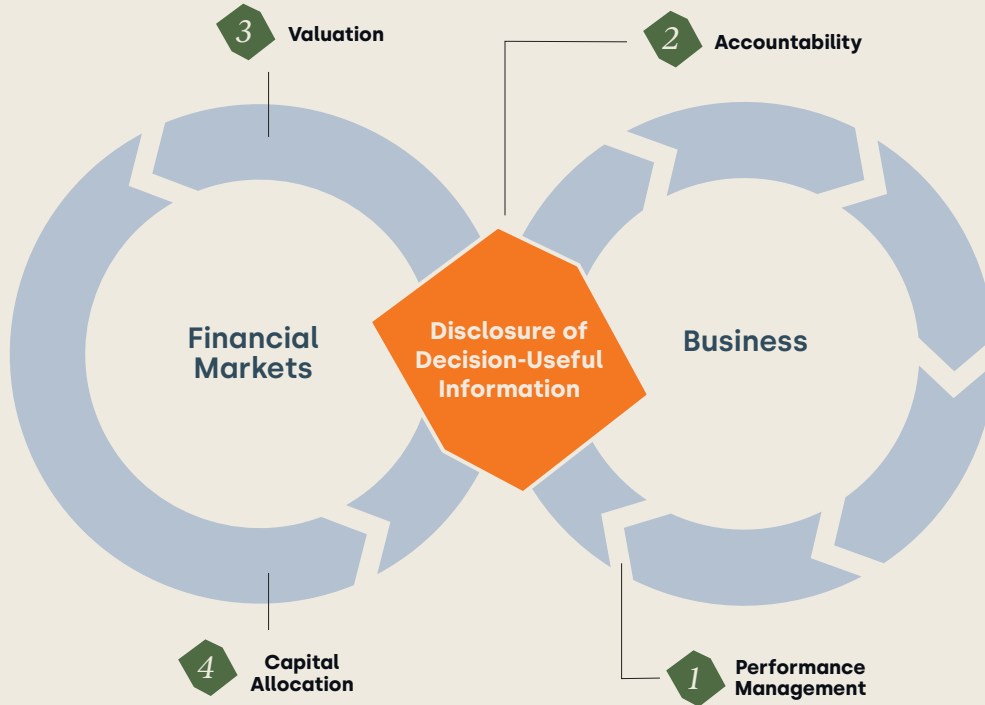 3
Valuation
2
Accountability
Financial
Markets
Disclosure of
Decision-Useful
Information
Business
4
Capital
Allocation
1
Performance
Management